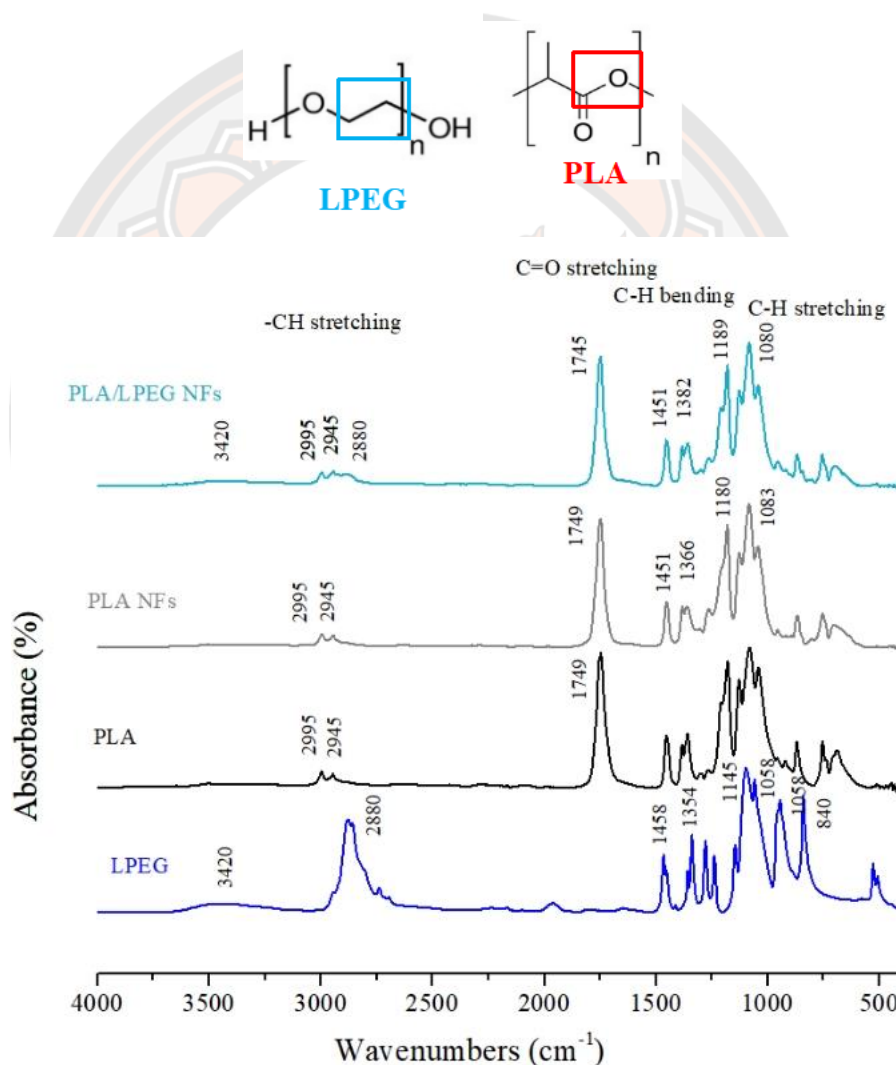 O
H
OH
n
LPEG
O
O
n
PLA
C=O stretching
C-H bending
C-H stretching
-CH stretching
PLA/LPEG NFs
3420
2995
2945
2880
1745
1451
1382
1189
1080
PLA NFs
2995
2945
1749
1451
1366
1180
1083
PLA
2995
2945
1749
LPEG
3420
2880
1458
1354
1145
1058
1058
840
Absorbance (%)
4000 3500 3000 2500 2000 1500 1000 500
Wavenumbers (cm⁻¹)